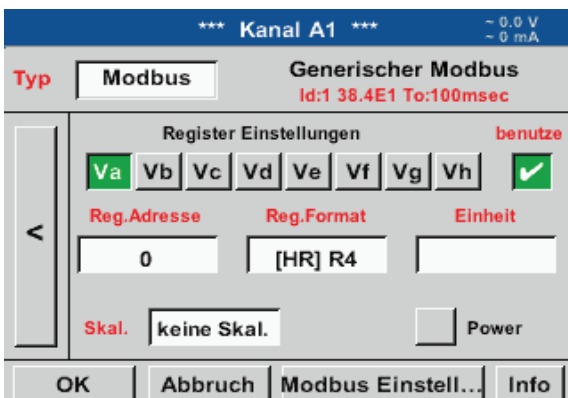 *** Kanal A1 ***
~ 0.0 V
~ 0 mA
Typ
Modbus
Generischer Modbus
Id:1 38.4E1 To:100msec
Register Einstellungen
benutze
Va Vb Vc Vd Ve Vf Vg Vh
<
Reg.Adresse Reg.Format Einheit
0 [HR] R4
Skal. keine Skal. Power
OK Abbruch Modbus Einstell... Info